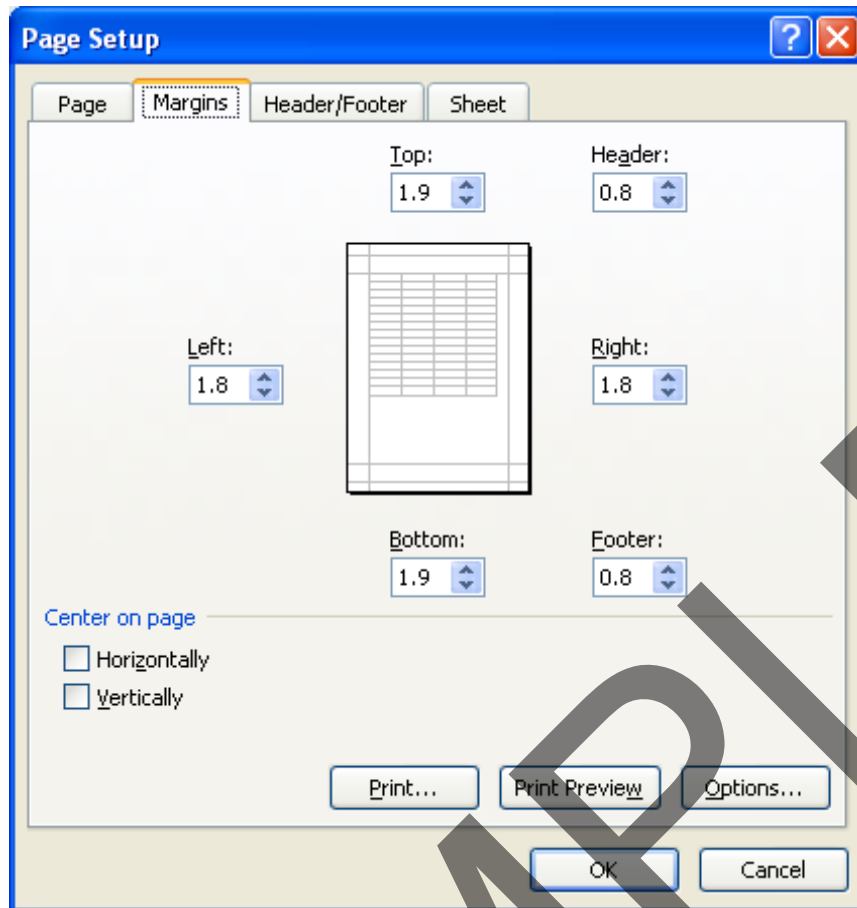 Page Setup
Page Margins Header/Footer Sheet
Top: Header:
1.9 0.8
Left: Right:
1.8 1.8
Bottom: Footer:
1.9 0.8
Center on page
Horizontally
Vertically
Print... Print Preview Options...
OK Cancel